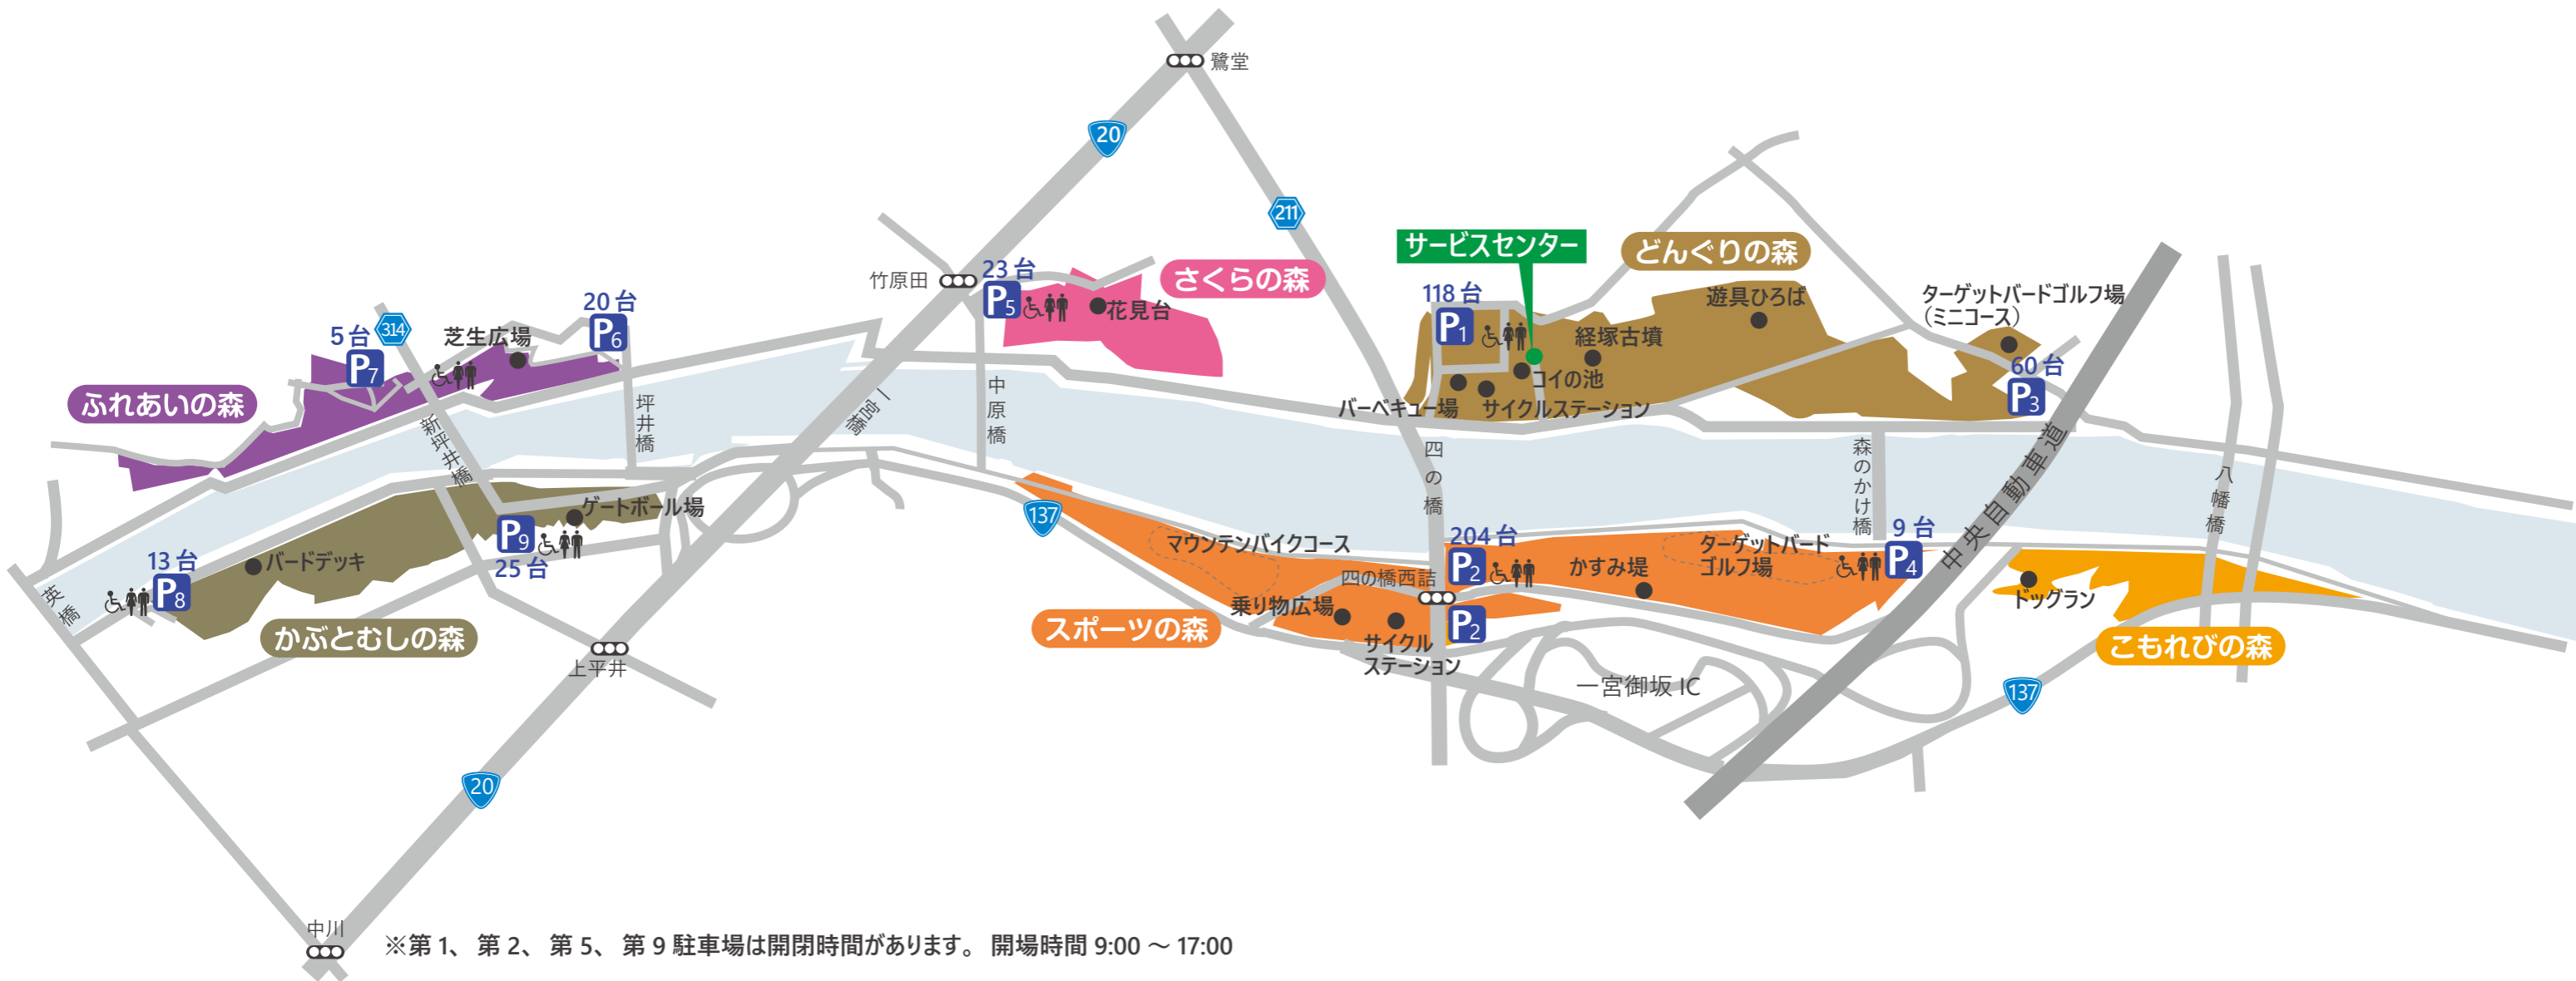 鷺堂
20
211
サービスセンター
どんぐりの森
竹原田
23台
P5
さくらの森
花見台
118台
P1
遊具ひろば
ターゲットバードゴルフ場
（ミニコース）
経塚古墳
コイの池
バーベキュー場
サイクルステーション
60台
P3
5台
314
P7
芝生広場
20台
P6
ふれあいの森
新坪井橋
坪井橋
一宮橋
中原橋
四の橋
森のかけ橋
中央自動車道
八幡橋
ゲートボール場
P9
25台
バードデッキ
13台
P8
英橋
かぶとむしの森
上平井
137
マウンテンバイクコース
204台
P2
四の橋西詰
かすみ堤
ターゲットバード
ゴルフ場
9台
P4
乗り物広場
スポーツの森
サイクル
ステーション
P2
ドッグラン
こもれびの森
一宮御坂 IC
137
20
中川
※第 1、 第 2、 第 5、 第 9 駐車場は開閉時間があります。 開場時間 9:00 ～ 17:00